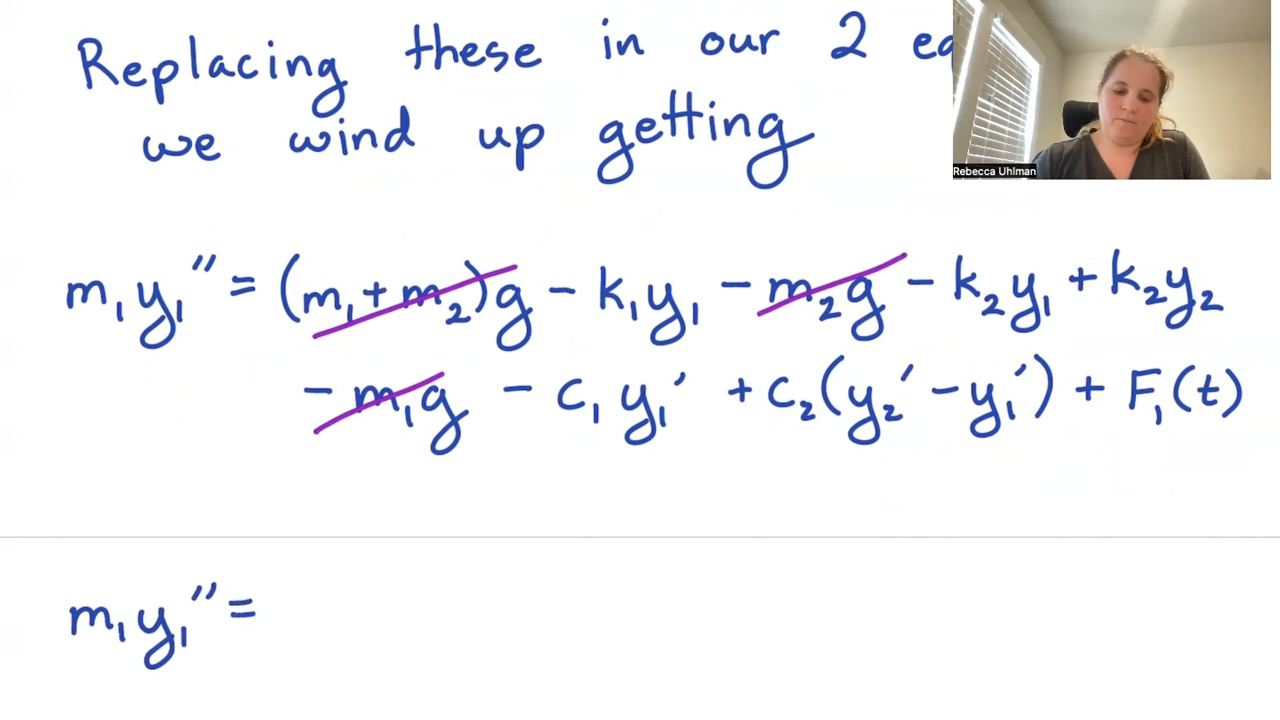 Replacing these in our 2
we wind up getting
Rebecca Uhlman
m₁y₁'' = (m₁+m₂)g - k₁y₁ - m₂g - k₂y₁ + k₂y₂
- m₁g - c₁y₁' + c₂(y₂' - y₁') + F₁(t)
m₁y₁'' =